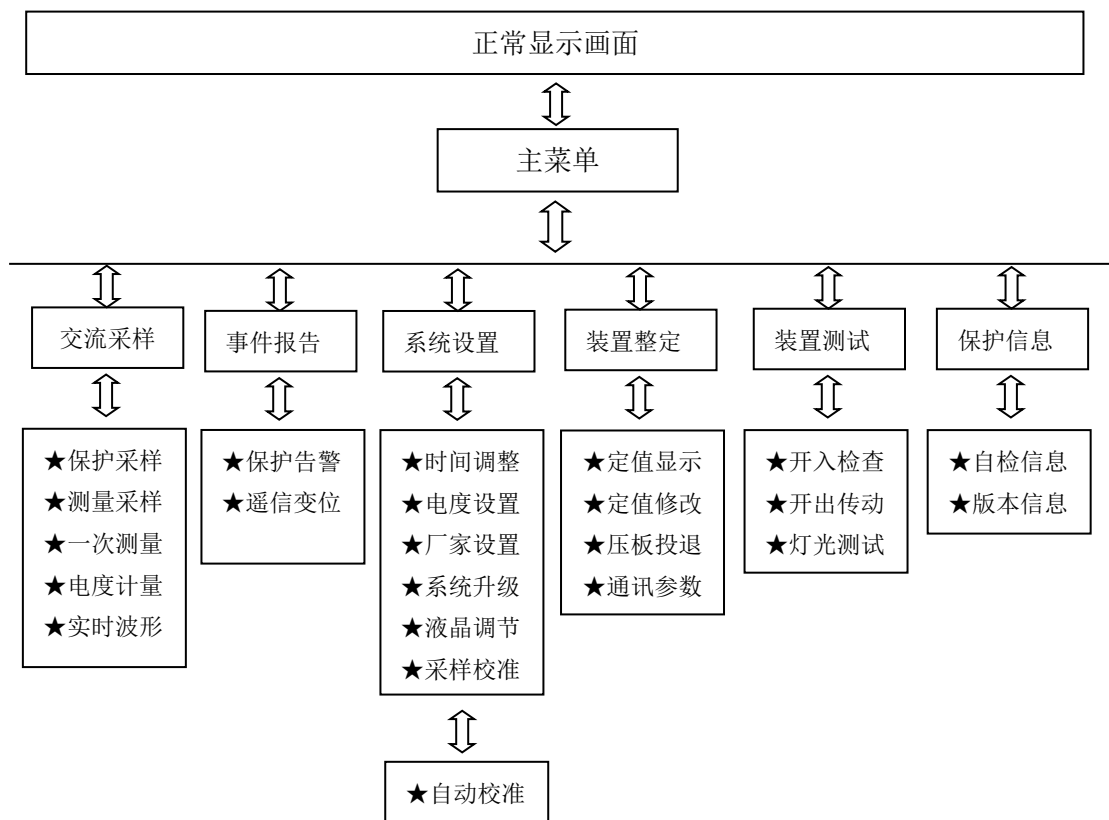 正常显示画面
主菜单
交流采样
事件报告
系统设置
装置整定
装置测试
保护信息
★保护采样
★测量采样
★一次测量
★电度计量
★实时波形
★保护告警
★遥信变位
★时间调整
★电度设置
★厂家设置
★系统升级
★液晶调节
★采样校准
★定值显示
★定值修改
★压板投退
★通讯参数
★开入检查
★开出传动
★灯光测试
★自检信息
★版本信息
★自动校准